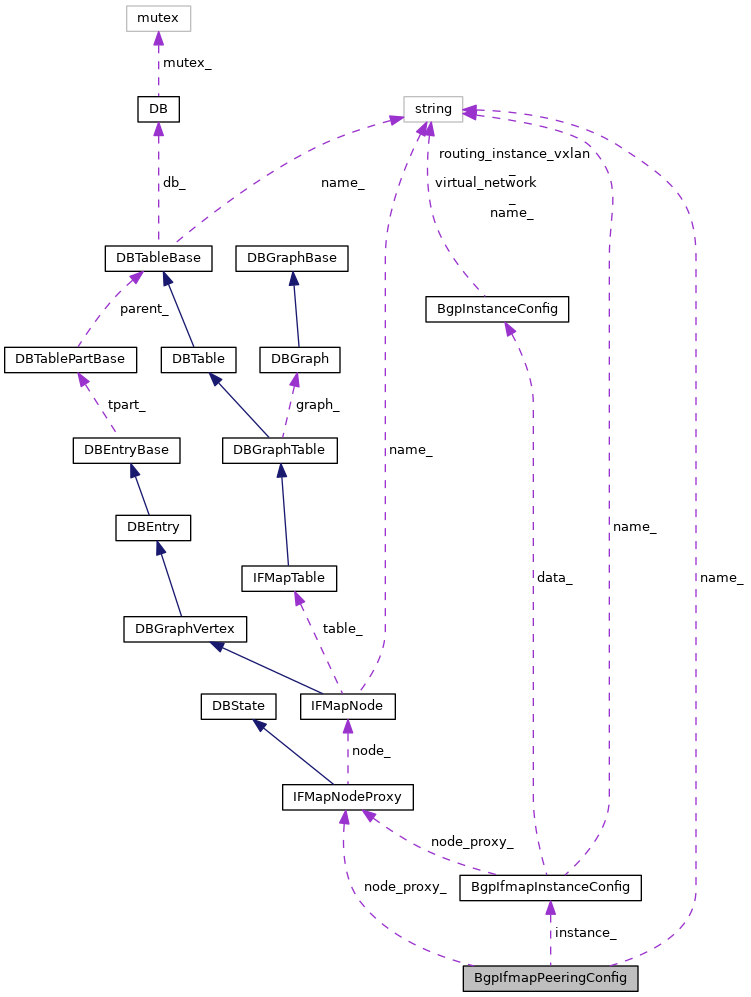 mutex
mutex_
DB
string
routing_instance_vxlan
_
db_
name_
virtual_network
_
name_
DBTableBase
DBGraphBase
parent_
BgpInstanceConfig
DBTablePartBase
DBTable
DBGraph
tpart_
graph_
DBEntryBase
DBGraphTable
name_
DBEntry
name_
IFMapTable
data_
name_
DBGraphVertex
table_
DBState
IFMapNode
node_
IFMapNodeProxy
node_proxy_
node_proxy_
BgpIfmapInstanceConfig
instance_
BgpIfmapPeeringConfig